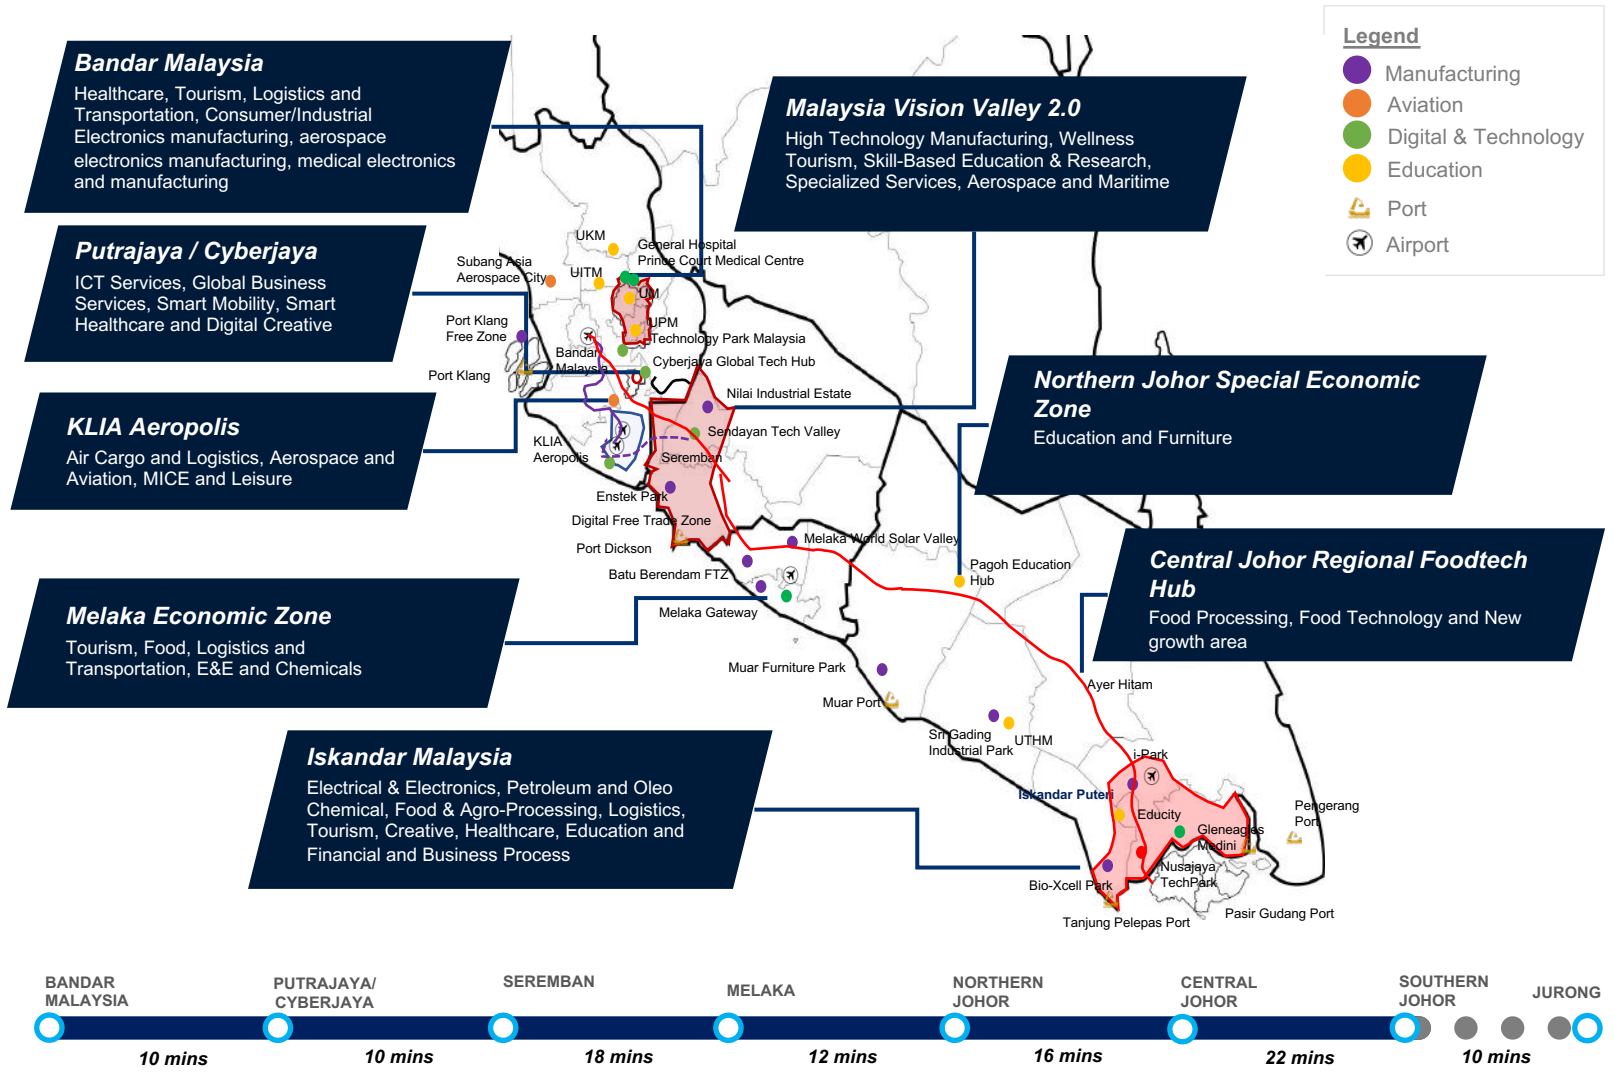 Bandar Malaysia
Healthcare, Tourism, Logistics and
Transportation, Consumer/Industrial
Electronics manufacturing, aerospace
electronics manufacturing, medical electronics
and manufacturing
Putrajaya / Cyberjaya
ICT Services, Global Business
Services, Smart Mobility, Smart
Healthcare and Digital Creative
KLIA Aeropolis
Air Cargo and Logistics, Aerospace and
Aviation, MICE and Leisure
Melaka Economic Zone
Tourism, Food, Logistics and
Transportation, E&E and Chemicals
Iskandar Malaysia
Electrical & Electronics, Petroleum and Oleo
Chemical, Food & Agro-Processing, Logistics,
Tourism, Creative, Healthcare, Education and
Financial and Business Process
Malaysia Vision Valley 2.0
High Technology Manufacturing, Wellness
Tourism, Skill-Based Education & Research,
Specialized Services, Aerospace and Maritime
Northern Johor Special Economic
Zone
Education and Furniture
Central Johor Regional Foodtech
Hub
Food Processing, Food Technology and New
growth area
Legend
Manufacturing
Aviation
Digital & Technology
Education
Port
Airport
UKM
General Hospital
Prince Court Medical Centre
Subang Asia
Aerospace City
UITM
UM
Port Klang
Free Zone
UPM
Technology Park Malaysia
Bandar
Malaysia
Cyberjaya Global Tech Hub
Port Klang
Nilai Industrial Estate
KLIA
Aeropolis
Sendayan Tech Valley
Seremban
Enstek Park
Digital Free Trade Zone
Port Dickson
Melaka World Solar Valley
Batu Berendam FTZ
Melaka Gateway
Pagoh Education
Hub
Muar Furniture Park
Muar Port
Ayer Hitam
Sri Gading
Industrial Park
UTHM
i-Park
Iskandar Puteri
Educity
Pengerang
Port
Gleneagles
Medini
Nusajaya
TechPark
Bio-Xcell Park
Tanjung Pelepas Port
Pasir Gudang Port
BANDAR
MALAYSIA
PUTRAJAYA/
CYBERJAYA
SEREMBAN
MELAKA
NORTHERN
JOHOR
CENTRAL
JOHOR
SOUTHERN
JOHOR
JURONG
10 mins
10 mins
18 mins
12 mins
16 mins
22 mins
10 mins